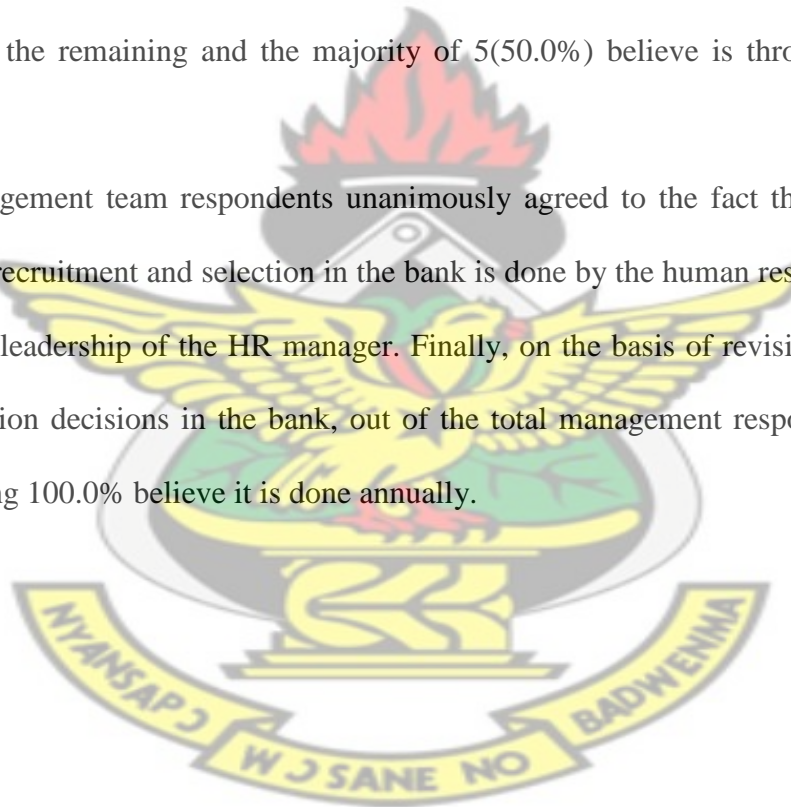 the remaining and the majority of 5(50.0%) believe is thro
gement team respondents unanimously agreed to the fact th
recruitment and selection in the bank is done by the human res
leadership of the HR manager. Finally, on the basis of revisi
ion decisions in the bank, out of the total management respo
ng 100.0% believe it is done annually.
NYANSAPƆ WƆSANE NO BADWENMA